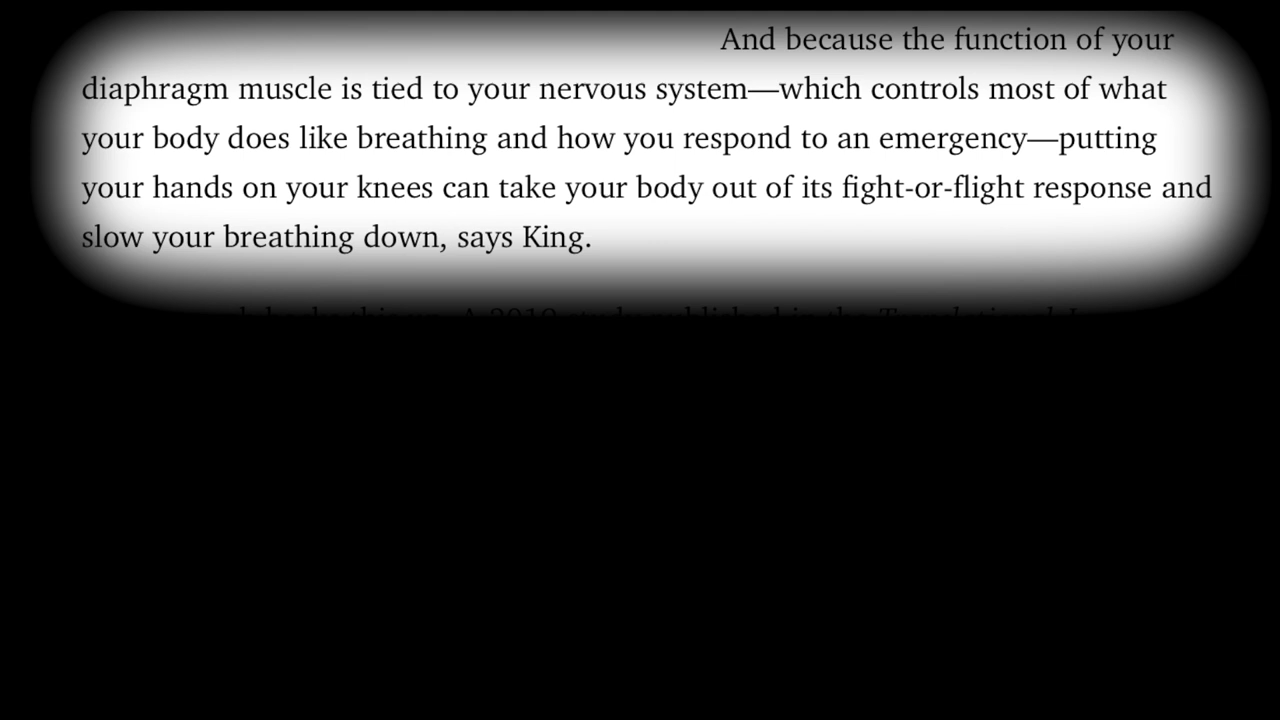 And because the function of your
diaphragm muscle is tied to your nervous system—which controls most of what
your body does like breathing and how you respond to an emergency—putting
your hands on your knees can take your body out of its fight-or-flight response and
slow your breathing down, says King.